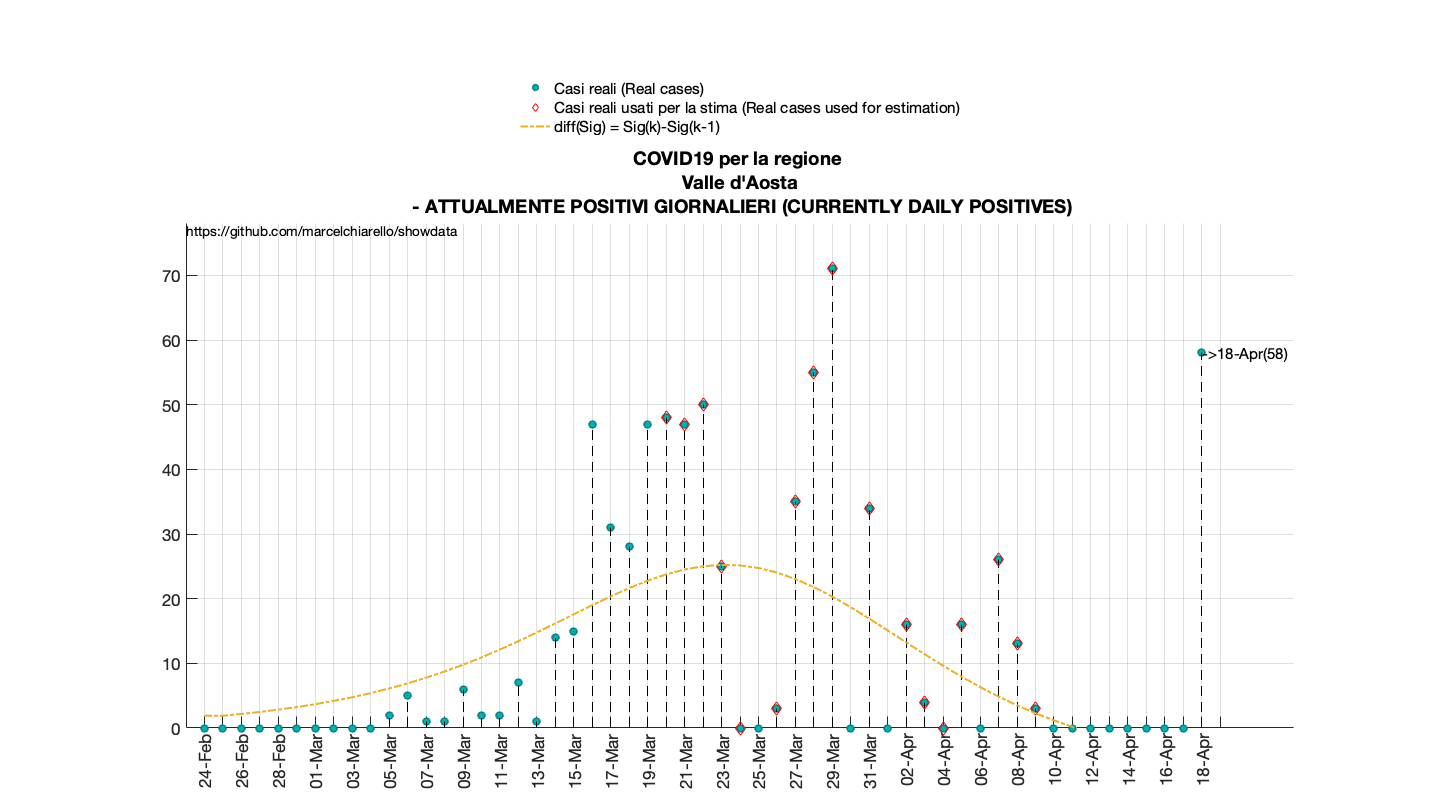 Casi reali (Real cases)
Casi reali usati per la stima (Real cases used for estimation)
diff(Sig) = Sig(k)-Sig(k-1)
COVID19 per la regione
Valle d'Aosta
- ATTUALMENTE POSITIVI GIORNALIERI (CURRENTLY DAILY POSITIVES)
https://github.com/marcelchiarello/showdata
70
60
50
40
30
20
10
0
->18-Apr(58)
24-Feb
26-Feb
28-Feb
01-Mar
03-Mar
05-Mar
07-Mar
09-Mar
11-Mar
13-Mar
15-Mar
17-Mar
19-Mar
21-Mar
23-Mar
25-Mar
27-Mar
29-Mar
31-Mar
02-Apr
04-Apr
06-Apr
08-Apr
10-Apr
12-Apr
14-Apr
16-Apr
18-Apr